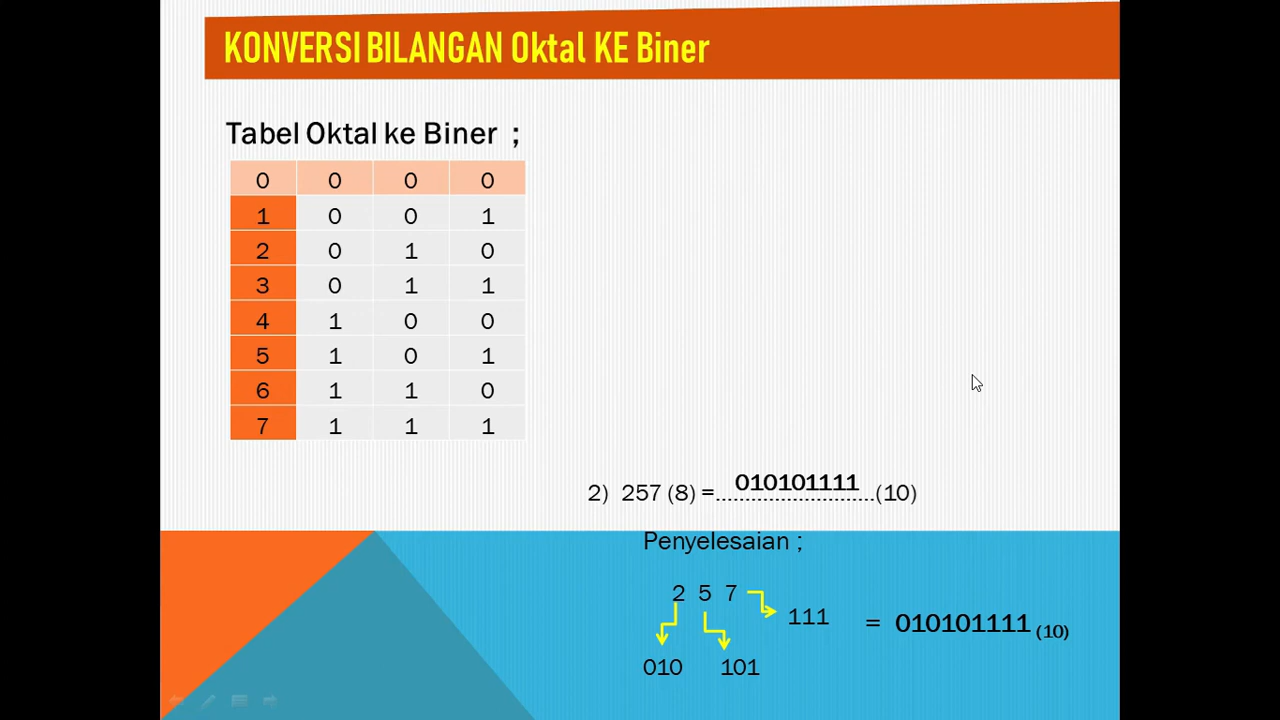 KONVERSI BILANGAN Oktal KE Biner
Tabel Oktal ke Biner ;
0 0 0 0
1 0 0 1
2 0 1 0
3 0 1 1
4 1 0 0
5 1 0 1
6 1 1 0
7 1 1 1
2) 257 (8) =..........010101111..........(10)
Penyelesaian ;
2 5 7
111 = 010101111 (10)
010 101